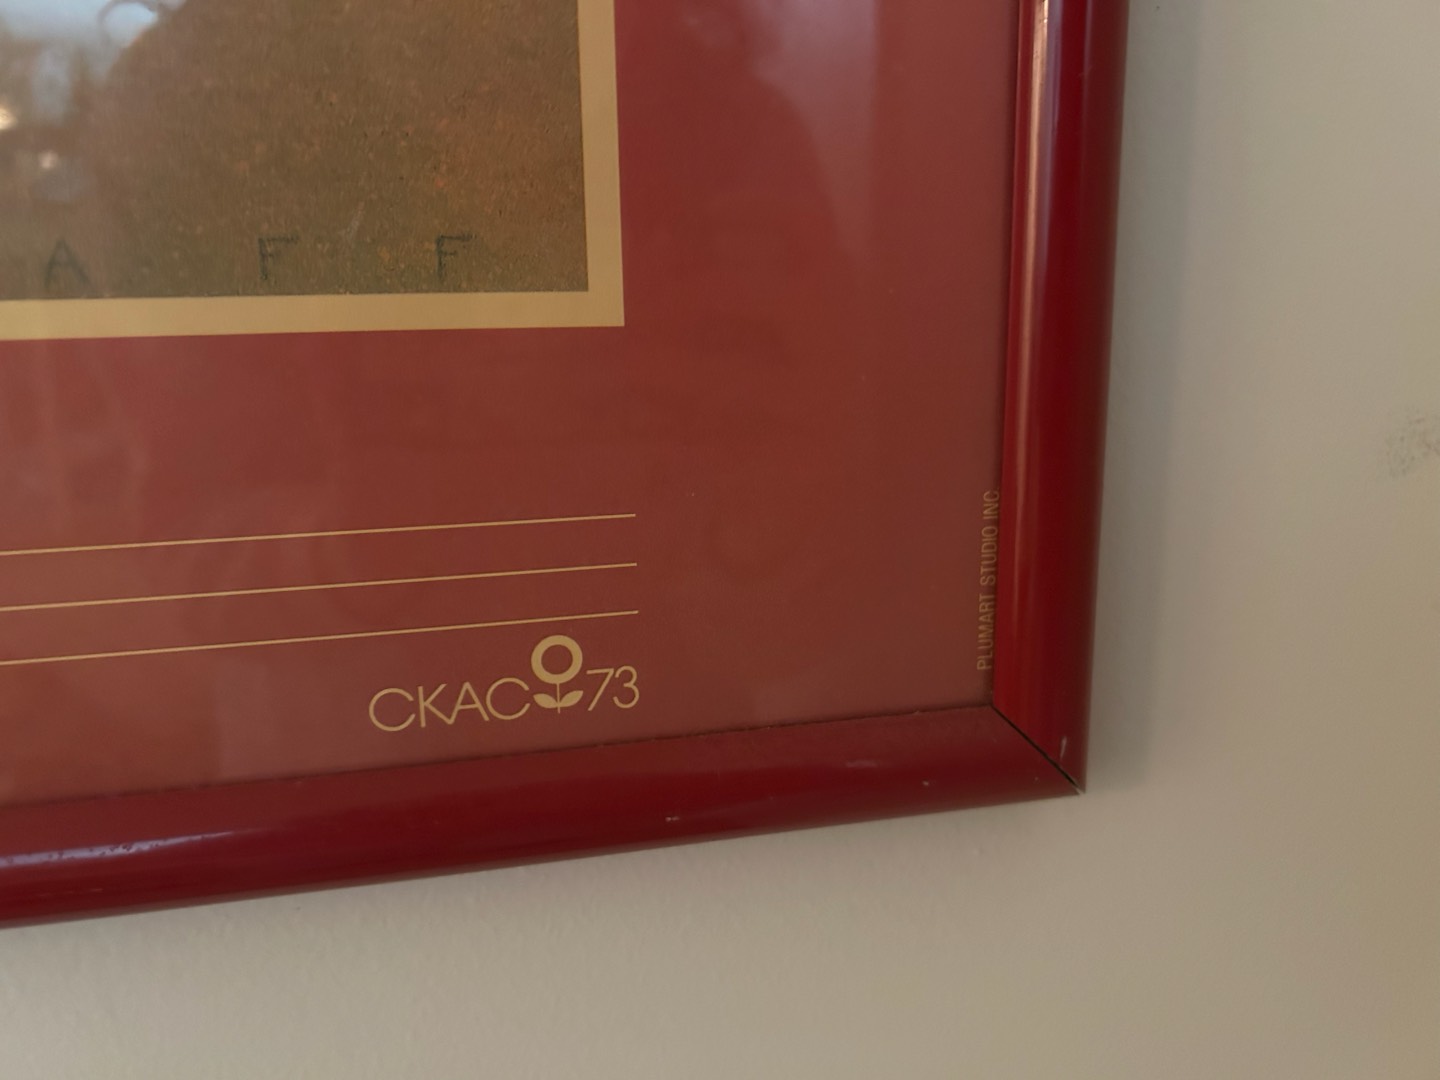 A F F
CKAC 73
PLUMART STUDIO INC.